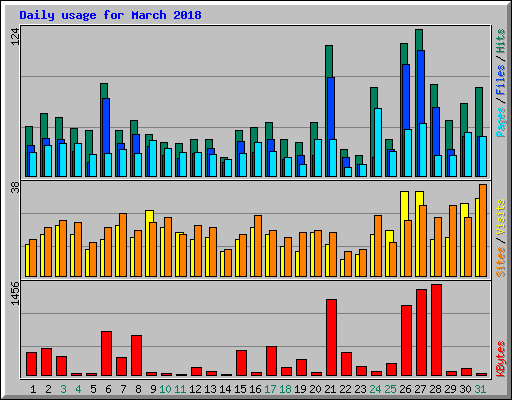 Daily usage for March 2018
124
38
1456
Pages / Files / Hits
Sites / Visits
KBytes
1 2 3 4 5 6 7 8 9 10 11 12 13 14 15 16 17 18 19 20 21 22 23 24 25 26 27 28 29 30 31